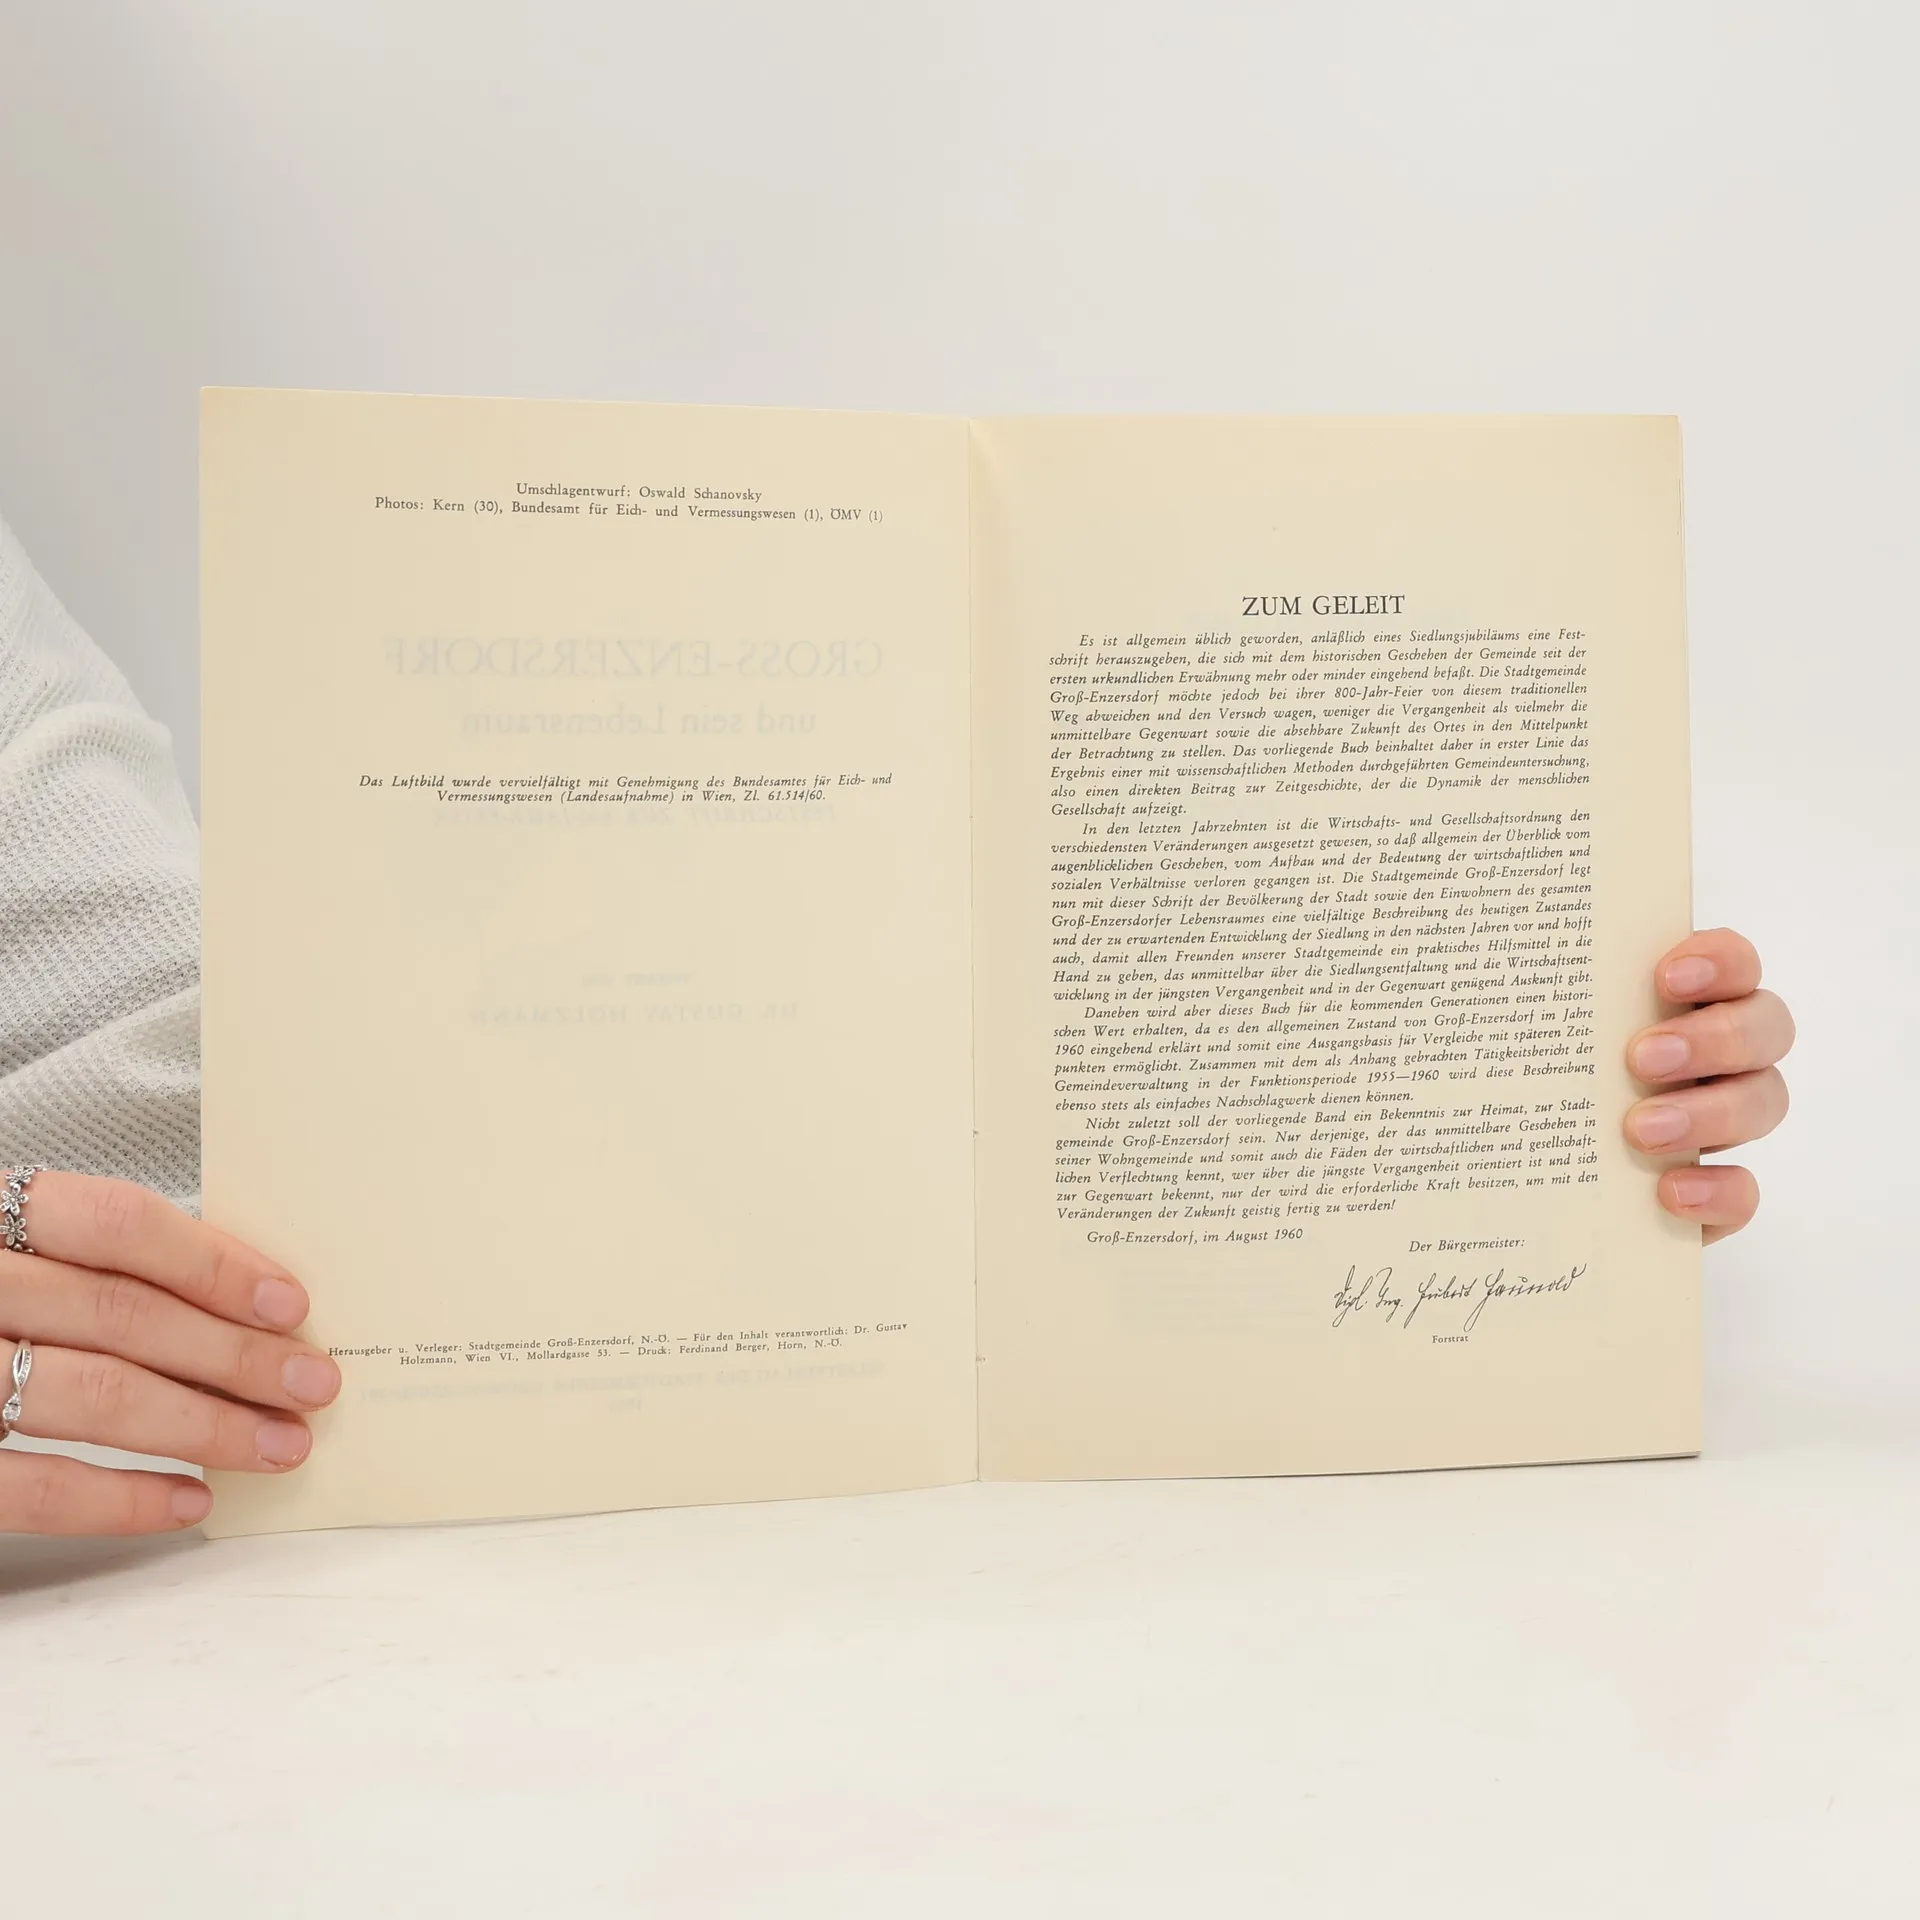 Umschlagentwurf: Oswald Schanovsky
Photos: Kern (30), Bundesamt für Eich- und Vermessungswesen (1), ÖMV (1)
GROSS-ENZERSDORF
und sein Lebensraum
Das Luftbild wurde vervielfältigt mit Genehmigung des Bundesamtes für Eich- und
Vermessungswesen (Landesaufnahme) in Wien, Zl. 61.514/60.
DR. GUSTAV HOLZMANN
Herausgeber u. Verleger: Stadtgemeinde Groß-Enzersdorf, N.-Ö. — Für den Inhalt verantwortlich: Dr. Gustav
Holzmann, Wien VI., Mollardgasse 53. — Druck: Ferdinand Berger, Horn, N.-Ö.
ZUM GELEIT
Es ist allgemein üblich geworden, anläßlich eines Siedlungsjubiläums eine Fest-
schrift herauszugeben, die sich mit dem historischen Geschehen der Gemeinde seit der
ersten urkundlichen Erwähnung mehr oder minder eingehend befaßt. Die Stadtgemeinde
Groß-Enzersdorf möchte jedoch bei ihrer 800-Jahr-Feier von diesem traditionellen
Weg abweichen und den Versuch wagen, weniger die Vergangenheit als vielmehr die
unmittelbare Gegenwart sowie die absehbare Zukunft des Ortes in den Mittelpunkt
der Betrachtung zu stellen. Das vorliegende Buch beinhaltet daher in erster Linie das
Ergebnis einer mit wissenschaftlichen Methoden durchgeführten Gemeindeuntersuchung,
also einen direkten Beitrag zur Zeitgeschichte, der die Dynamik der menschlichen
Gesellschaft aufzeigt.
In den letzten Jahrzehnten ist die Wirtschafts- und Gesellschaftsordnung den
verschiedensten Veränderungen ausgesetzt gewesen, so daß allgemein der Überblick vom
augenblicklichen Geschehen, vom Aufbau und der Bedeutung der wirtschaftlichen und
sozialen Verhältnisse verloren gegangen ist. Die Stadtgemeinde Groß-Enzersdorf legt
nun mit dieser Schrift der Bevölkerung der Stadt sowie den Einwohnern des gesamten
Groß-Enzersdorfer Lebensraumes eine vielfältige Beschreibung des heutigen Zustandes
und der zu erwartenden Entwicklung der Siedlung in den nächsten Jahren vor und hofft
auch, damit allen Freunden unserer Stadtgemeinde ein praktisches Hilfsmittel in die
Hand zu geben, das unmittelbar über die Siedlungsentfaltung und die Wirtschaftsent-
wicklung in der jüngsten Vergangenheit und in der Gegenwart genügend Auskunft gibt.
Daneben wird aber dieses Buch für die kommenden Generationen einen histori-
schen Wert erhalten, da es den allgemeinen Zustand von Groß-Enzersdorf im Jahre
1960 eingehend erklärt und somit eine Ausgangsbasis für Vergleiche mit späteren Zeit-
punkten ermöglicht. Zusammen mit dem als Anhang gebrachten Tätigkeitsbericht der
Gemeindeverwaltung in der Funktionsperiode 1955—1960 wird diese Beschreibung
ebenso stets als einfaches Nachschlagwerk dienen können.
Nicht zuletzt soll der vorliegende Band ein Bekenntnis zur Heimat, zur Stadt-
gemeinde Groß-Enzersdorf sein. Nur derjenige, der das unmittelbare Geschehen in
seiner Wohngemeinde und somit auch die Fäden der wirtschaftlichen und gesellschaft-
lichen Verflechtung kennt, wer über die jüngste Vergangenheit orientiert ist und sich
zur Gegenwart bekennt, nur der wird die erforderliche Kraft besitzen, um mit den
Veränderungen der Zukunft geistig fertig zu werden!
Groß-Enzersdorf, im August 1960
Der Bürgermeister:
Dipl. Ing. Hubert
Forstrat